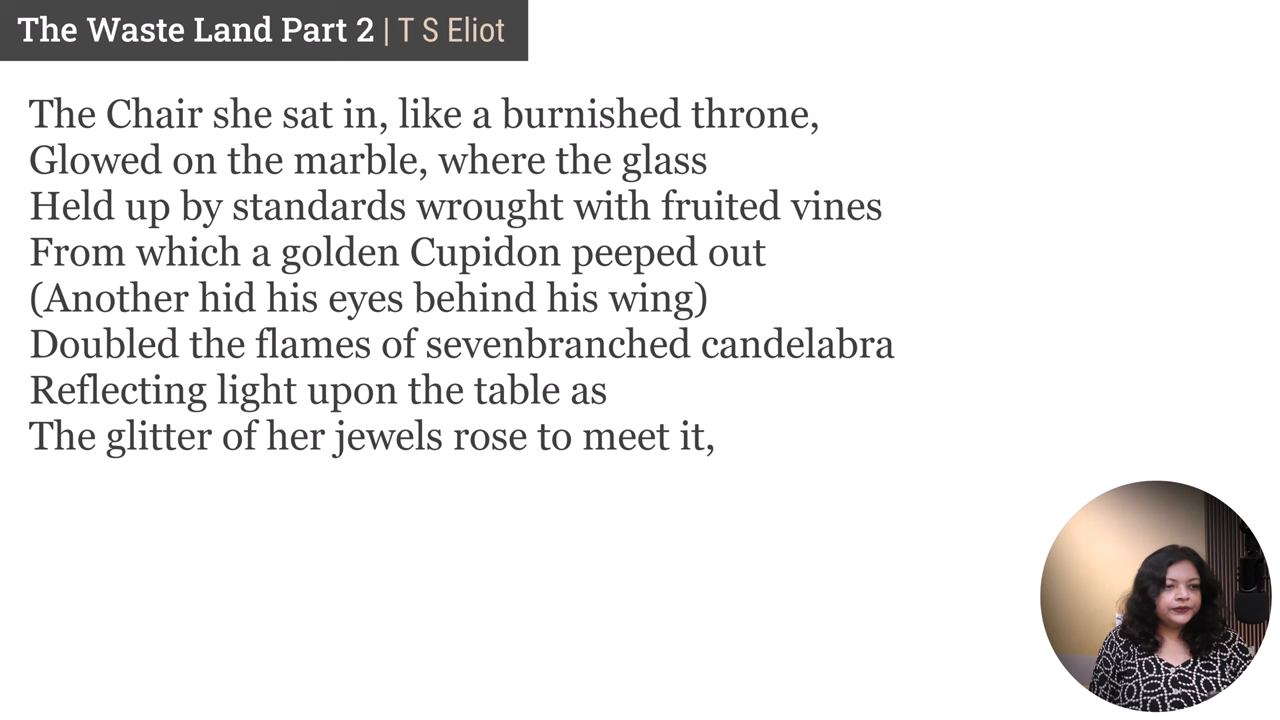 The Waste Land Part 2 | T S Eliot
The Chair she sat in, like a burnished throne,
Glowed on the marble, where the glass
Held up by standards wrought with fruited vines
From which a golden Cupidon peeped out
(Another hid his eyes behind his wing)
Doubled the flames of sevenbranched candelabra
Reflecting light upon the table as
The glitter of her jewels rose to meet it,